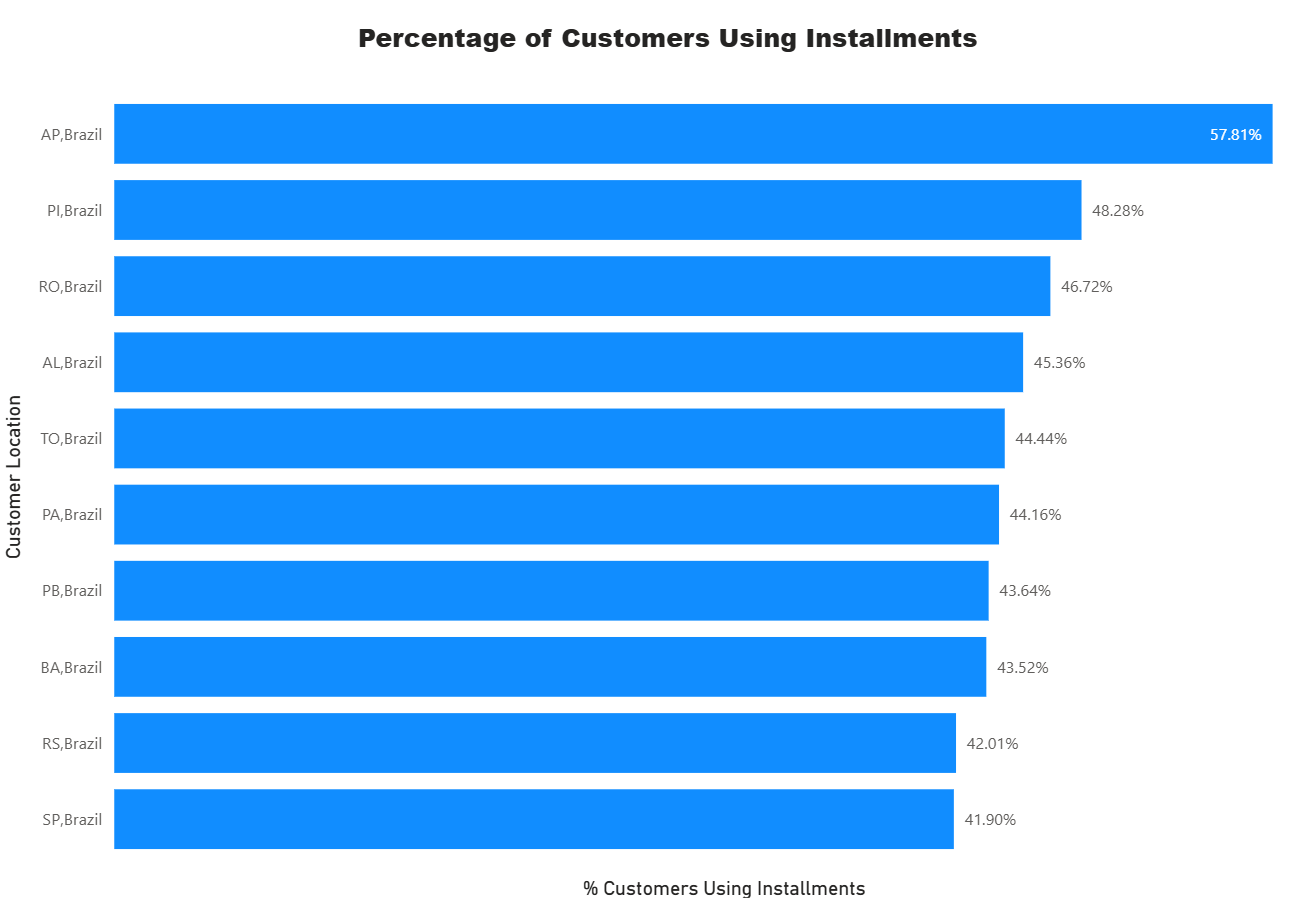 Percentage of Customers Using Installments
Customer Location
AP,Brazil 57.81%
PI,Brazil 48.28%
RO,Brazil 46.72%
AL,Brazil 45.36%
TO,Brazil 44.44%
PA,Brazil 44.16%
PB,Brazil 43.64%
BA,Brazil 43.52%
RS,Brazil 42.01%
SP,Brazil 41.90%
% Customers Using Installments